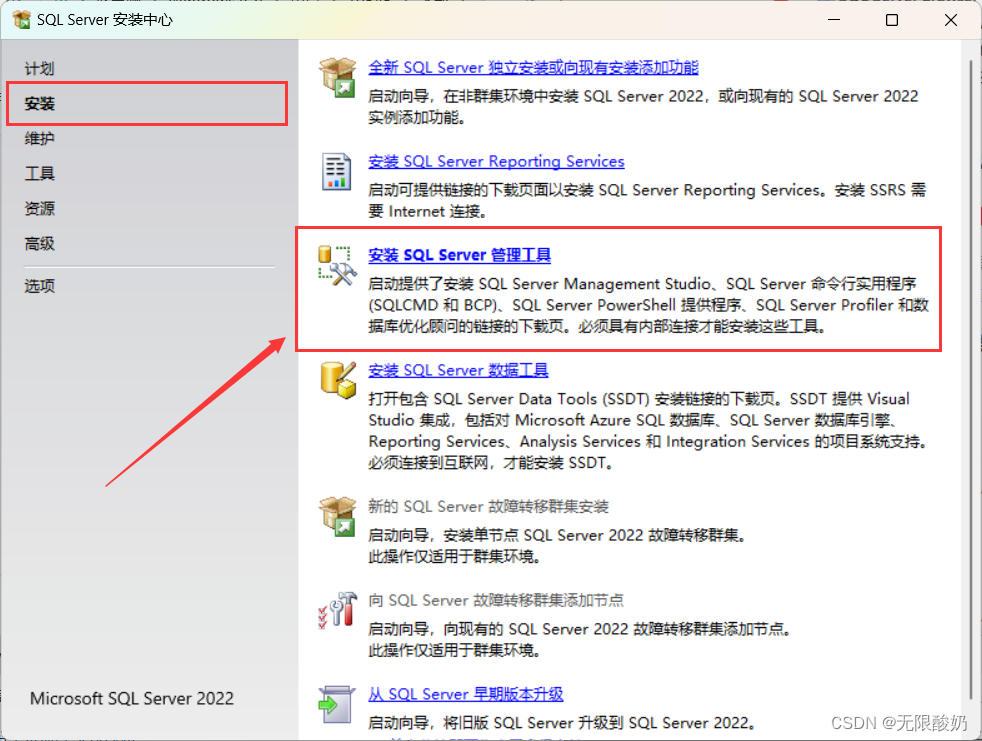 SQL Server 安装中心
计划
安装
维护
工具
资源
高级
选项
Microsoft SQL Server 2022
全新 SQL Server 独立安装或向现有安装添加功能
启动向导，在非群集环境中安装 SQL Server 2022，或向现有的 SQL Server 2022
实例添加功能。
安装 SQL Server Reporting Services
启动可提供链接的下载页面以安装 SQL Server Reporting Services。安装 SSRS 需
要 Internet 连接。
安装 SQL Server 管理工具
启动提供了安装 SQL Server Management Studio、SQL Server 命令行实用程序
(SQLCMD 和 BCP)、SQL Server PowerShell 提供程序、SQL Server Profiler 和数
据库优化顾问的链接的下载页。必须具有内部连接才能安装这些工具。
安装 SQL Server 数据工具
打开包含 SQL Server Data Tools (SSDT) 安装链接的下载页。SSDT 提供 Visual
Studio 集成，包括对 Microsoft Azure SQL 数据库、SQL Server 数据库引擎、
Reporting Services、Analysis Services 和 Integration Services 的项目系统支持。
必须连接到互联网，才能安装 SSDT。
新的 SQL Server 故障转移群集安装
启动向导，安装单节点 SQL Server 2022 故障转移群集。
此操作仅适用于群集环境。
向 SQL Server 故障转移群集添加节点
启动向导，向现有的 SQL Server 2022 故障转移群集添加节点。
此操作仅适用于群集环境。
从 SQL Server 早期版本升级
启动向导，将旧版 SQL Server 升级到 SQL Server 2022。
CSDN @无限酸奶